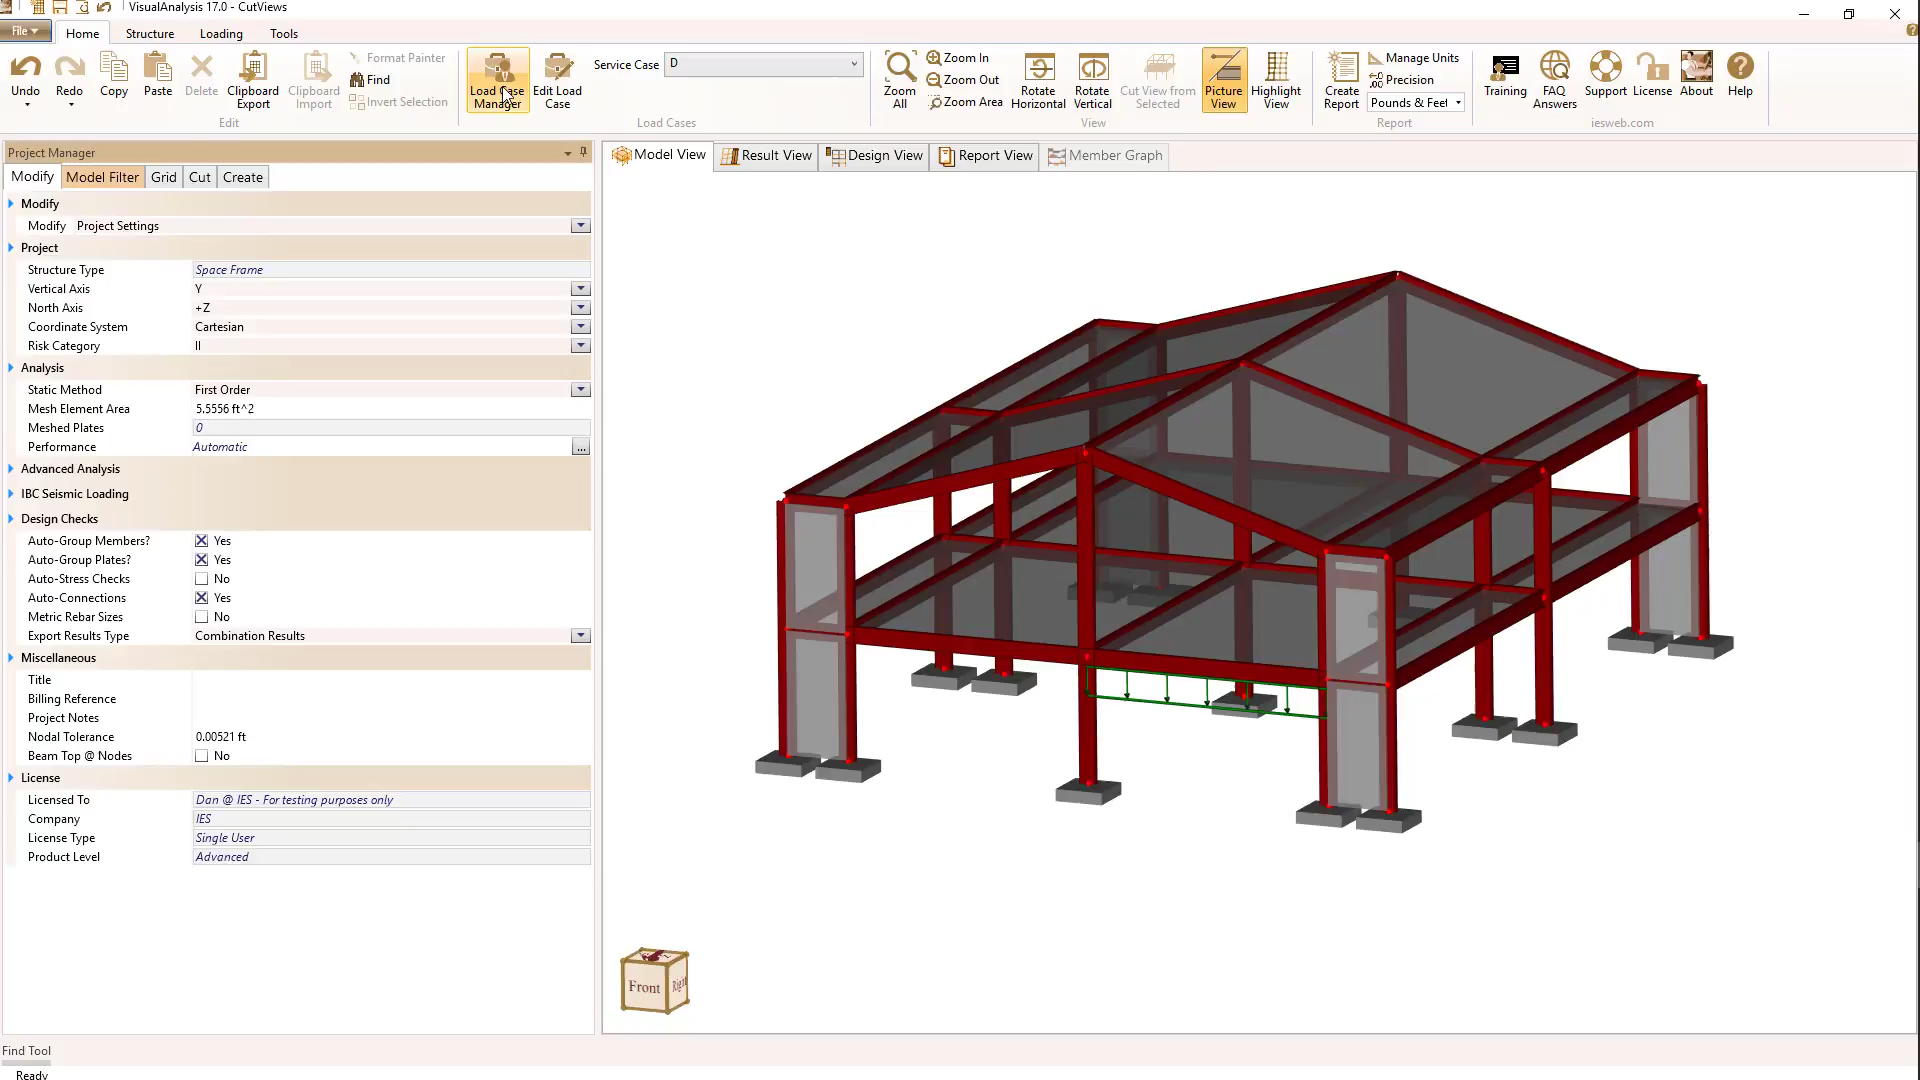 VisualAnalysis 17.0 - CutViews
File
Home
Structure
Loading
Tools
Undo
Redo
Copy
Paste
Delete
Clipboard
Export
Clipboard
Import
Format Painter
Find
Invert Selection
Edit
Load Case
Manager
Edit Load
Case
Service Case
D
Load Cases
Zoom
All
Zoom In
Zoom Out
Zoom Area
Rotate
Horizontal
Rotate
Vertical
Cut View from
Selected
Picture
View
Highlight
View
View
Create
Report
Manage Units
Precision
Pounds & Feet
Report
Training
FAQ
Answers
Support
License
About
Help
iesweb.com
Project Manager
Modify
Model Filter
Grid
Cut
Create
Modify
Modify Project Settings
Project
Structure Type Space Frame
Vertical Axis Y
North Axis +Z
Coordinate System Cartesian
Risk Category II
Analysis
Static Method First Order
Mesh Element Area 5.5556 ft^2
Meshed Plates 0
Performance Automatic ...
Advanced Analysis
IBC Seismic Loading
Design Checks
Auto-Group Members? Yes
Auto-Group Plates? Yes
Auto-Stress Checks No
Auto-Connections Yes
Metric Rebar Sizes No
Export Results Type Combination Results
Miscellaneous
Title
Billing Reference
Project Notes
Nodal Tolerance 0.00521 ft
Beam Top @ Nodes No
License
Licensed To Dan @ IES - For testing purposes only
Company IES
License Type Single User
Product Level Advanced
Model View
Result View
Design View
Report View
Member Graph
Front
Right
Find Tool
Ready